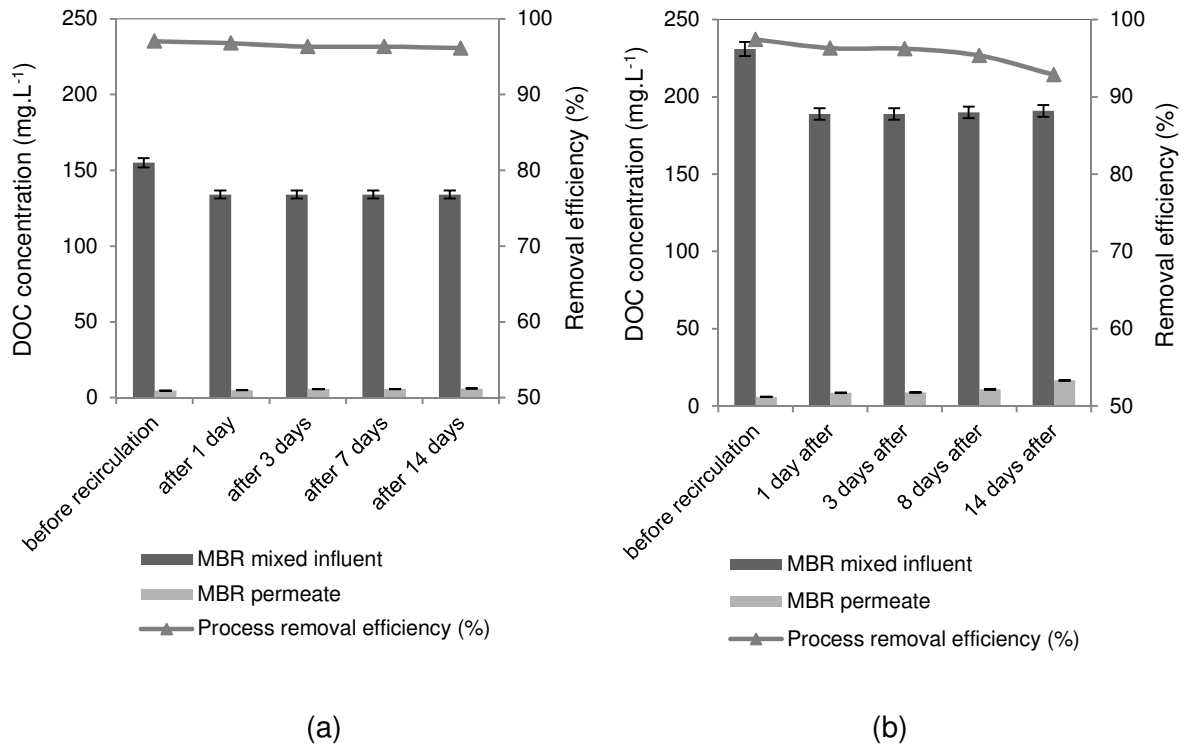 250
200
150
100
50
0
DOC concentration (mg.L⁻¹)
100
90
80
70
60
50
Removal efficiency (%)
before recirculation
after 1 day
after 3 days
after 7 days
after 14 days
MBR mixed influent
MBR permeate
Process removal efficiency (%)
(a)
250
200
150
100
50
0
DOC concentration (mg.L⁻¹)
100
90
80
70
60
50
Removal efficiency (%)
before recirculation
1 day after
3 days after
8 days after
14 days after
MBR mixed influent
MBR permeate
Process removal efficiency (%)
(b)